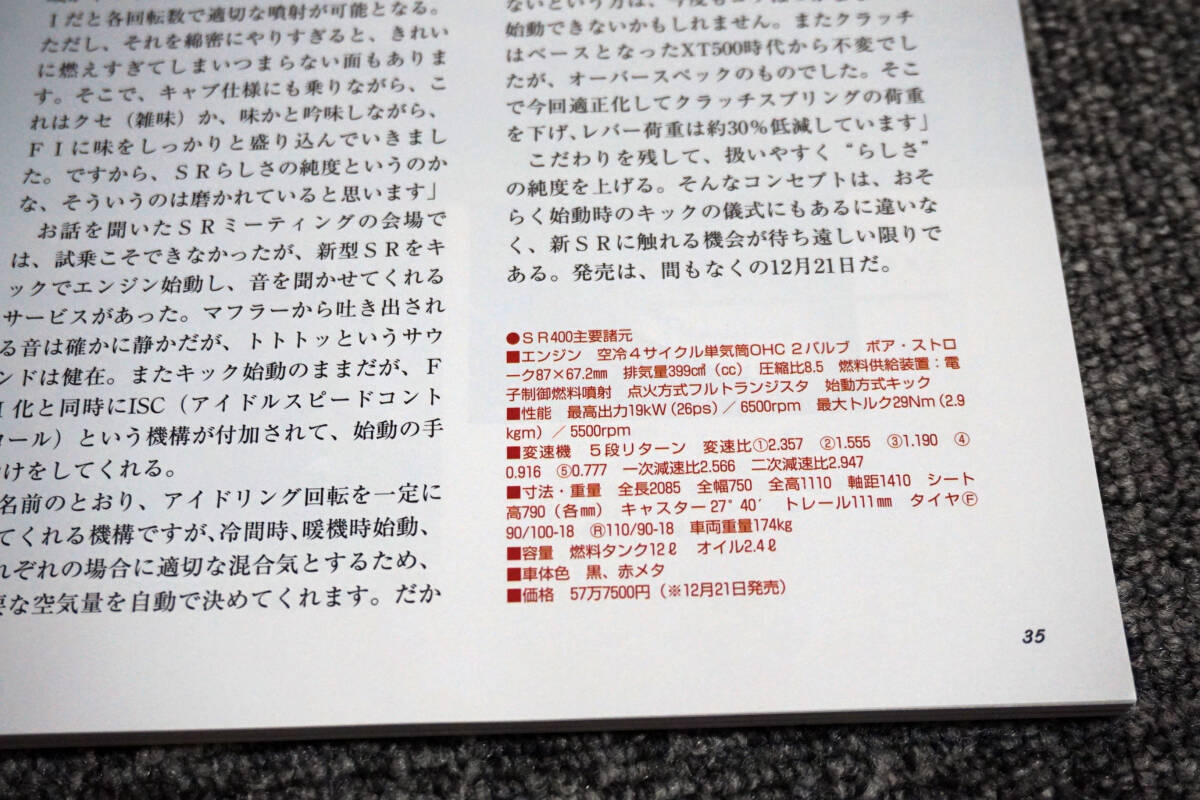 Iだと各回転数で適切な噴射が可能となる。
ただし、それを綿密にやりすぎると、きれい
に燃えすぎてしまいつまらない面もありま
す。そこで、キャブ仕様にも乗りながら、こ
れはクセ（雑味）か、味かと吟味しながら、
FIに味をしっかりと盛り込んでいきまし
た。ですから、SRらしさの純度というのか
な、そういうのは磨かれていると思います」
お話を聞いたSRミーティングの会場で
は、試乗こそできなかったが、新型SRをキ
ックでエンジン始動し、音を聞かせてくれる
サービスがあった。マフラーから吐き出され
る音は確かに静かだが、トトトッというサウ
ンドは健在。またキック始動のままだが、F
I化と同時にISC（アイドルスピードコント
ロール）という機構が付加されて、始動の手
けをしてくれる。
名前のとおり、アイドリング回転を一定に
てくれる機構ですが、冷間時、暖機時始動、
れぞれの場合に適切な混合気とするため、
要な空気量を自動で決めてくれます。だか
始動できないかもしれません。またクラッチ
はベースとなったXT500時代から不変でし
たが、オーバースペックのものでした。そこ
で今回適正化してクラッチスプリングの荷重
を下げ、レバー荷重は約30％低減しています」
こだわりを残して、扱いやすく“らしさ”
の純度を上げる。そんなコンセプトは、おそ
らく始動時のキックの儀式にもあるに違いな
く、新SRに触れる機会が待ち遠しい限りで
ある。発売は、間もなくの12月21日だ。
●SR400主要諸元
■エンジン　空冷4サイクル単気筒OHC 2バルブ　ボア・ストロ
ーク87×67.2㎜　排気量399㎤（cc）　圧縮比8.5　燃料供給装置：電
子制御燃料噴射　点火方式フルトランジスタ　始動方式キック
■性能　最高出力19kW（26ps）／6500rpm　最大トルク29Nm（2.9
kgm）／5500rpm
■変速機　5段リターン　変速比①2.357　②1.555　③1.190　④
0.916　⑤0.777　一次減速比2.566　二次減速比2.947
■寸法・重量　全長2085　全幅750　全高1110　軸距1410　シート
高790（各㎜）　キャスター27°40′　トレール111㎜　タイヤⒻ
90/100-18　Ⓡ110/90-18　車両重量174kg
■容量　燃料タンク12ℓ　オイル2.4ℓ
■車体色　黒、赤メタ
■価格　57万7500円（※12月21日発売）
35